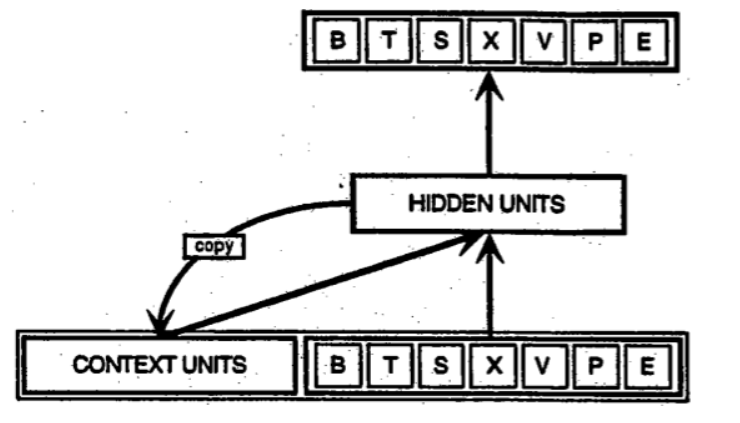 B T S X V P E
HIDDEN UNITS
copy
CONTEXT UNITS B T S X V P E